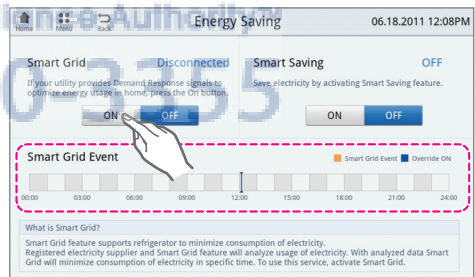 Appliance Authority™
Home
Menu
Back
Energy Saving
06.18.2011 12:08PM
Smart Grid
Disconnected
If your utility provides Demand Response signals to
optimize energy usage in home, press the On button.
ON
OFF
Smart Saving
OFF
Save electricity by activating Smart Saving feature.
ON
OFF
0-3355
Smart Grid Event
Smart Grid Event
Override ON
00:00 03:00 06:00 09:00 12:00 15:00 18:00 21:00 24:00
What is Smart Grid?
Smart Grid feature supports refrigerator to minimize consumption of electricity.
Registered electricity supplier and Smart Grid feature will analyze usage of electricity. With analyzed data Smart
Grid will minimize consumption of electricity in specific time. To use this service, activate Smart Grid.